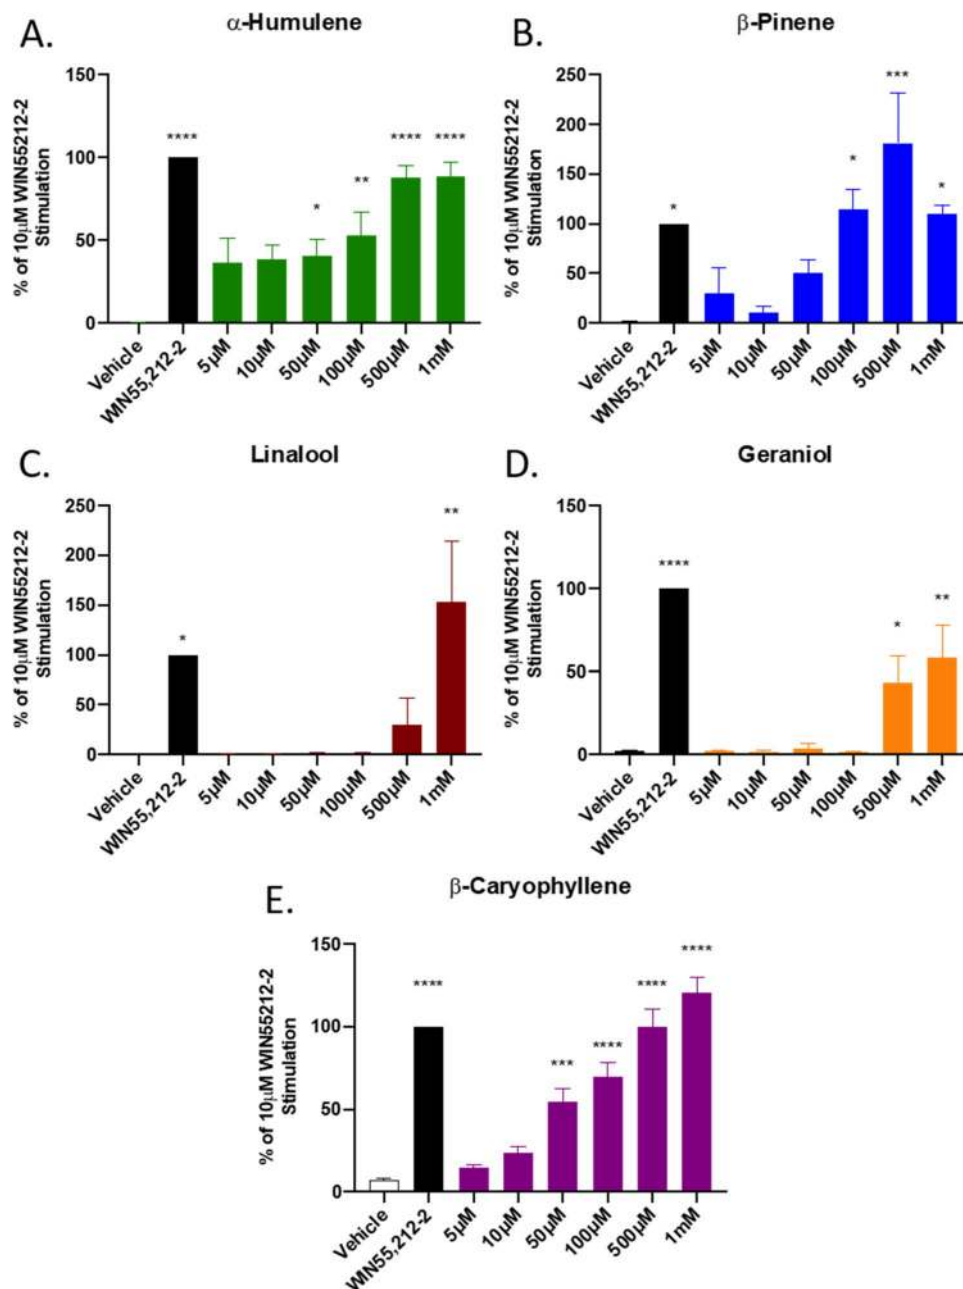 A.
α-Humulene
% of 10µM WIN55212-2
Stimulation
150
100
50
0
****
*
**
****
****
Vehicle
WIN55,212-2
5µM
10µM
50µM
100µM
500µM
1mM
B.
β-Pinene
% of 10µM WIN55212-2
Stimulation
250
200
150
100
50
0
*
*
***
*
Vehicle
WIN55,212-2
5µM
10µM
50µM
100µM
500µM
1mM
C.
Linalool
% of 10µM WIN55212-2
Stimulation
250
200
150
100
50
0
*
**
Vehicle
WIN55,212-2
5µM
10µM
50µM
100µM
500µM
1mM
D.
Geraniol
% of 10µM WIN55212-2
Stimulation
150
100
50
0
****
*
**
Vehicle
WIN55,212-2
5µM
10µM
50µM
100µM
500µM
1mM
E.
β-Caryophyllene
% of 10µM WIN55212-2
Stimulation
150
100
50
0
****
***
****
****
****
Vehicle
WIN55,212-2
5µM
10µM
50µM
100µM
500µM
1mM